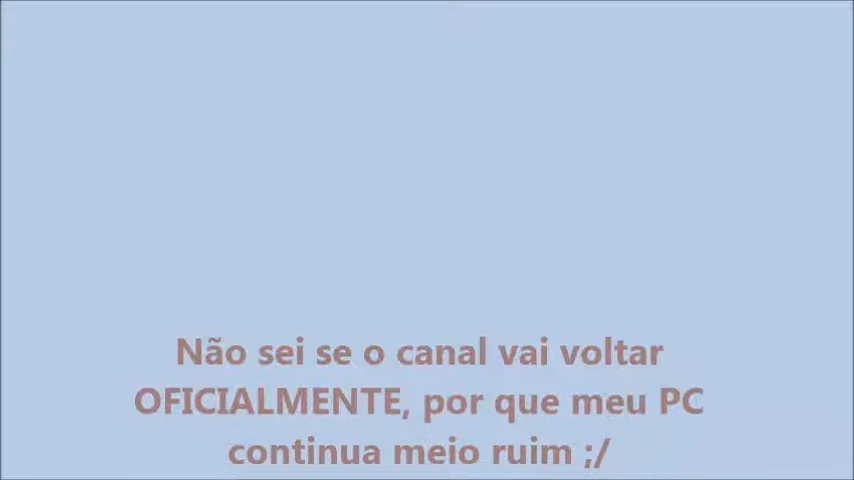 Não sei se o canal vai voltar
OFICIALMENTE, por que meu PC
continua meio ruim ;/